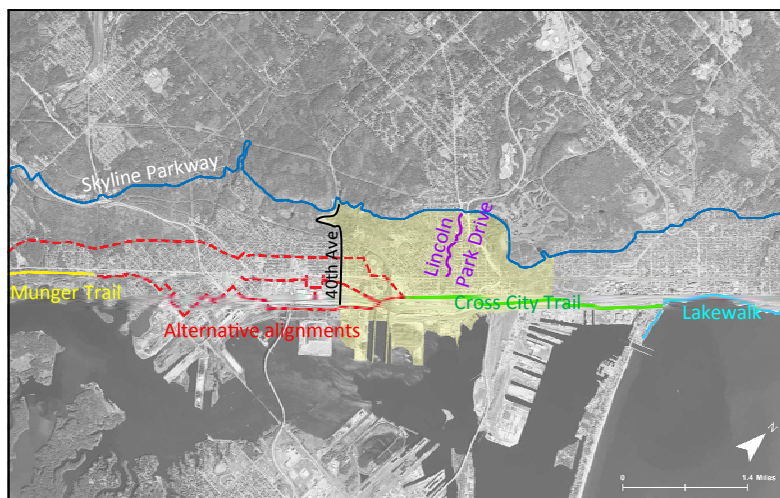 Skyline Parkway
Lincoln
Park Drive
40th Ave
Munger Trail
Cross City Trail
Lakewalk
Alternative alignments
N
0 1.4 Miles